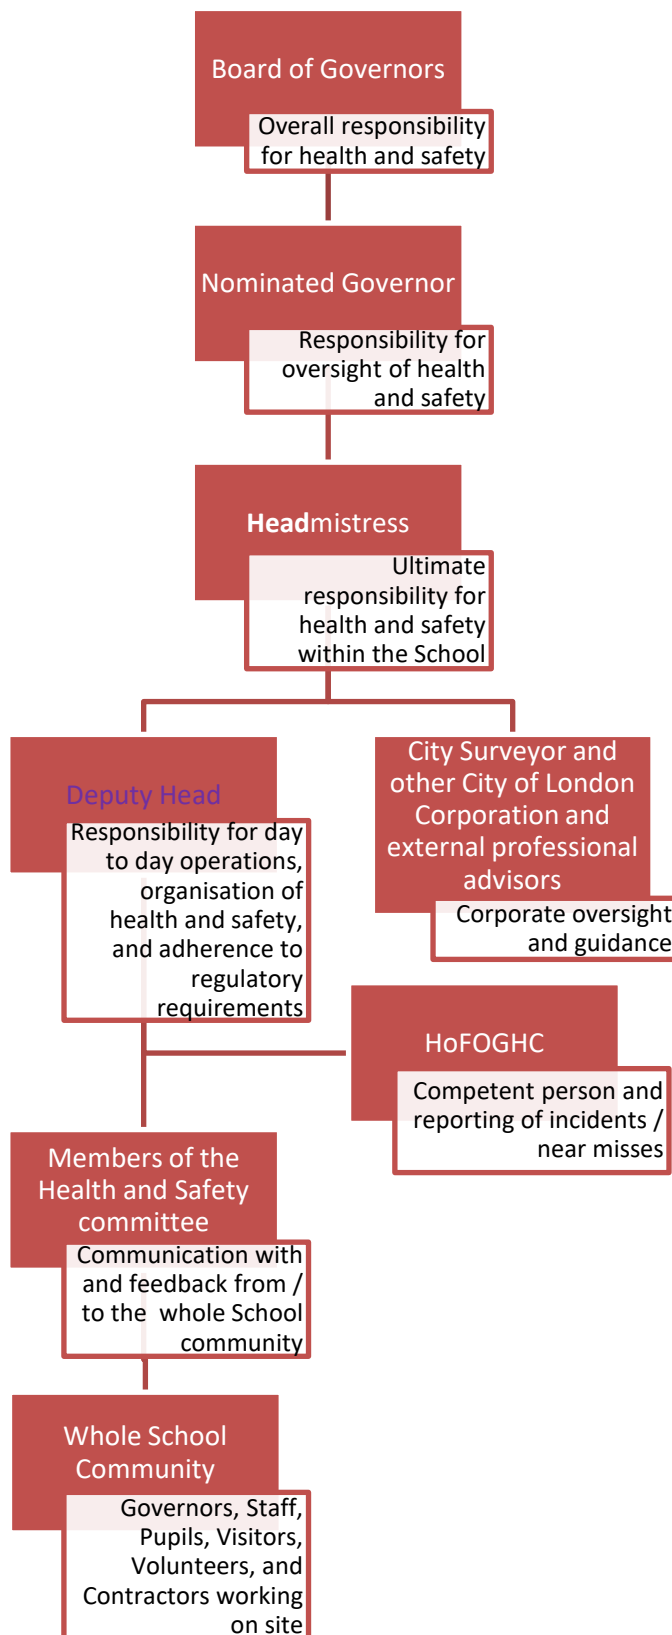 Board of Governors
Overall responsibility
for health and safety
Nominated Governor
Responsibility for
oversight of health
and safety
Headmistress
Ultimate
responsibility for
health and safety
within the School
Deputy Head
Responsibility for day
to day operations,
organisation of
health and safety,
and adherence to
regulatory
requirements
City Surveyor and
other City of London
Corporation and
external professional
advisors
Corporate oversight
and guidance
HoFOGHC
Competent person and
reporting of incidents /
near misses
Members of the
Health and Safety
committee
Communication with
and feedback from /
to the whole School
community
Whole School
Community
Governors, Staff,
Pupils, Visitors,
Volunteers, and
Contractors working
on site